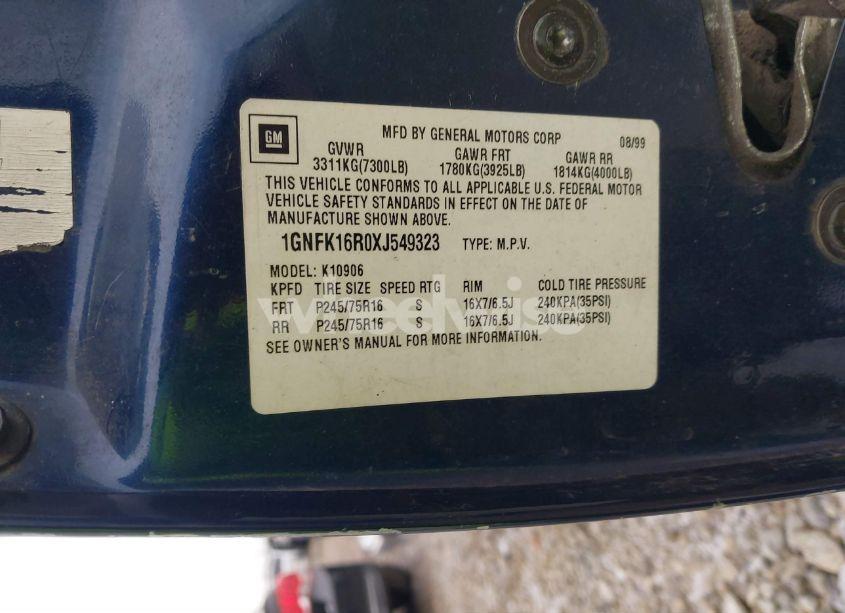 GM
MFD BY GENERAL MOTORS CORP 08/99
GVWR GAWR FRT GAWR RR
3311KG(7300LB) 1780KG(3925LB) 1814KG(4000LB)
THIS VEHICLE CONFORMS TO ALL APPLICABLE U.S. FEDERAL MOTOR
VEHICLE SAFETY STANDARDS IN EFFECT ON THE DATE OF
MANUFACTURE SHOWN ABOVE.
1GNFK16R0XJ549323 TYPE: M.P.V.
MODEL: K10906
KPFD TIRE SIZE SPEED RTG RIM COLD TIRE PRESSURE
FRT P245/75R16 S 16X7/6.5J 240KPA(35PSI)
RR P245/75R16 S 16X7/6.5J 240KPA(35PSI)
SEE OWNER'S MANUAL FOR MORE INFORMATION.